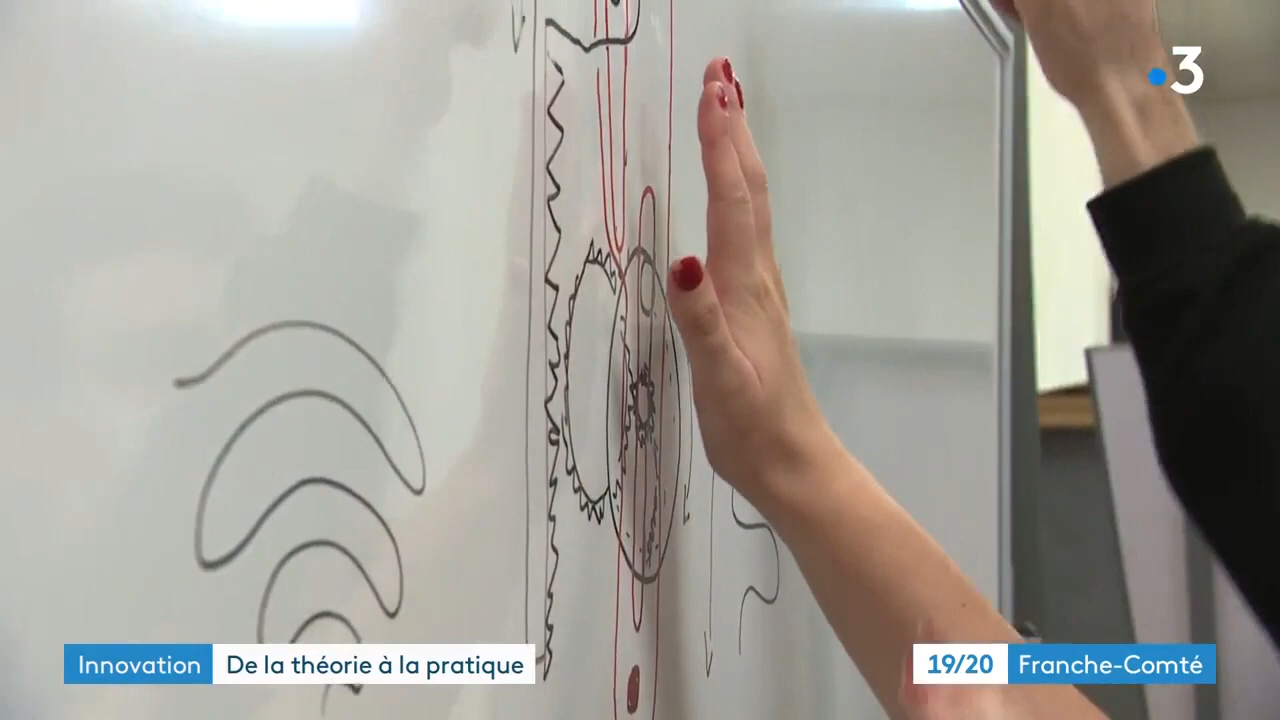 3
Innovation De la théorie à la pratique
19/20 Franche-Comté